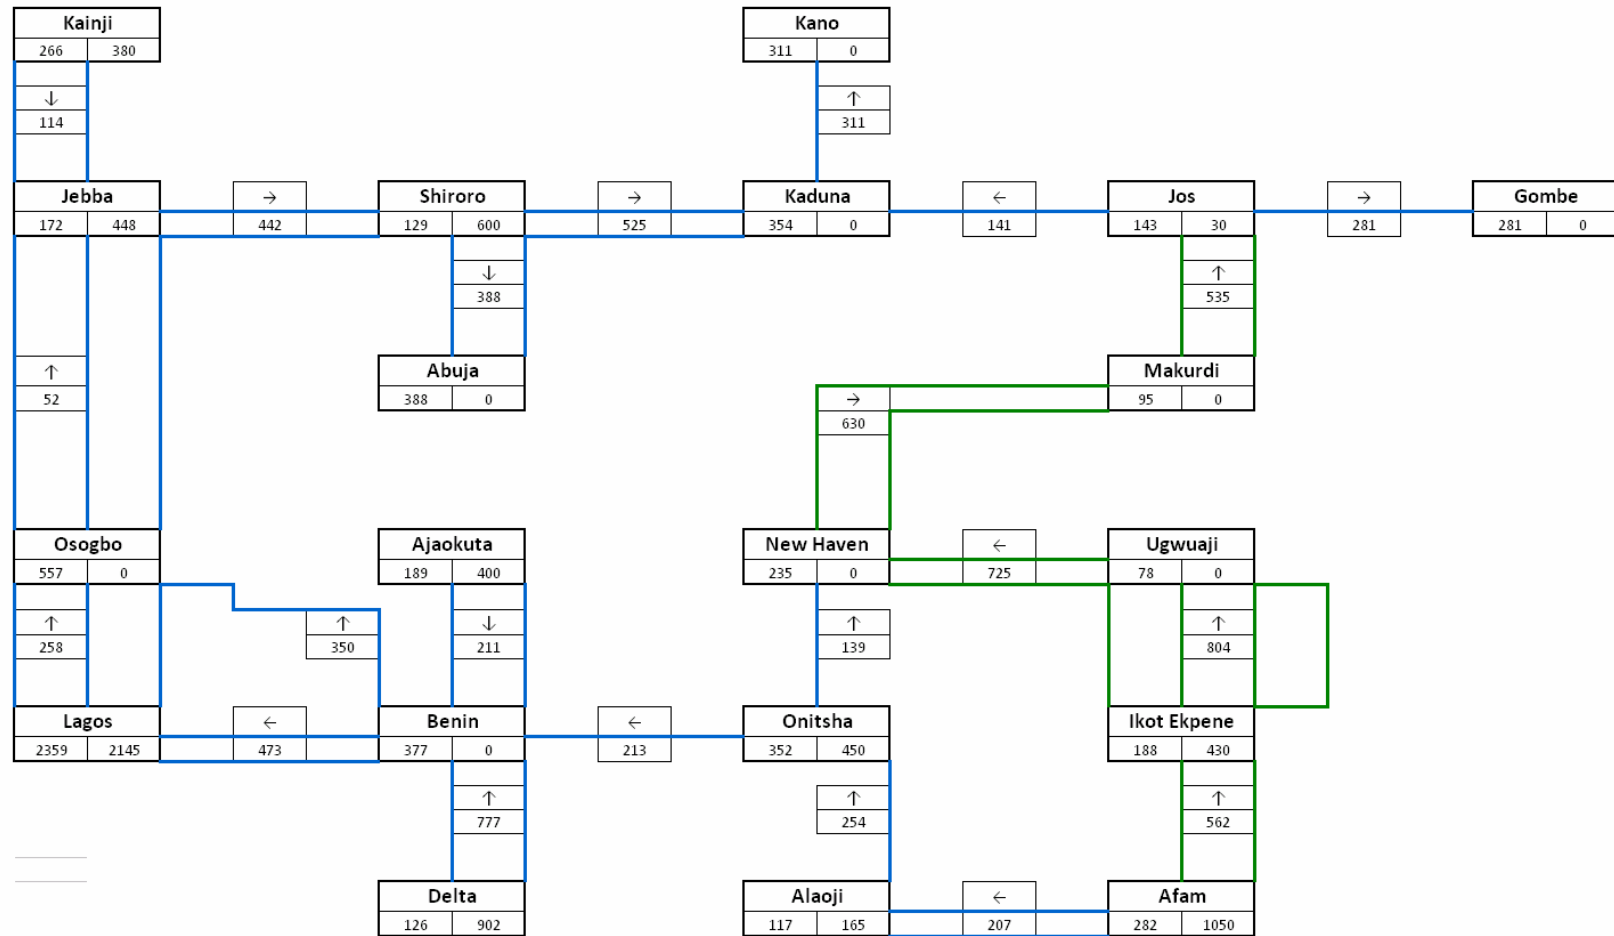 Kainji Kano
266 380 311 0
↓ ↑
114 311
Jebba → Shiroro → Kaduna ← Jos → Gombe
172 448 442 129 600 525 354 0 141 143 30 281 281 0
↓ ↑
388 535
Abuja Makurdi
↑ 388 0 → 95 0
52 630
Osogbo Ajaokuta New Haven ← Ugwuaji
557 0 189 400 235 0 725 78 0
↑ ↑ ↓ ↑ ↑
258 350 211 139 804
Lagos ← Benin ← Onitsha Ikot Ekpene
2359 2145 473 377 0 213 352 450 188 430
↑ ↑ ↑
777 254 562
Delta Alaoji ← Afam
126 902 117 165 207 282 1050